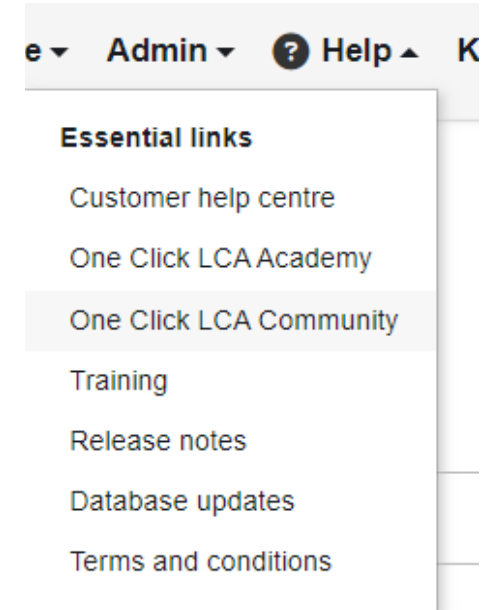 e Admin ? Help K
Essential links
Customer help centre
One Click LCA Academy
One Click LCA Community
Training
Release notes
Database updates
Terms and conditions